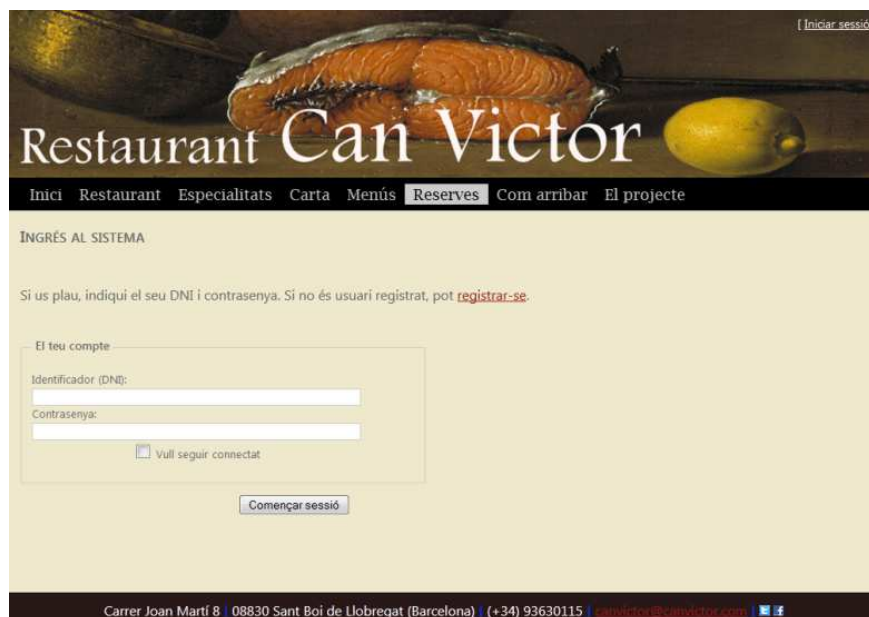 [ Iniciar sessió
Restaurant Can Victor
Inici Restaurant Especialitats Carta Menús Reserves Com arribar El projecte
INGRÉS AL SISTEMA
Si us plau, indiqui el seu DNI i contrasenya. Si no és usuari registrat, pot registrar-se.
El teu compte
Identificador (DNI):
Contrasenya:
Vull seguir connectat
Començar sessió
Carrer Joan Martí 8 | 08830 Sant Boi de Llobregat (Barcelona) | (+34) 93630115 | canvictor@canvictor.com |